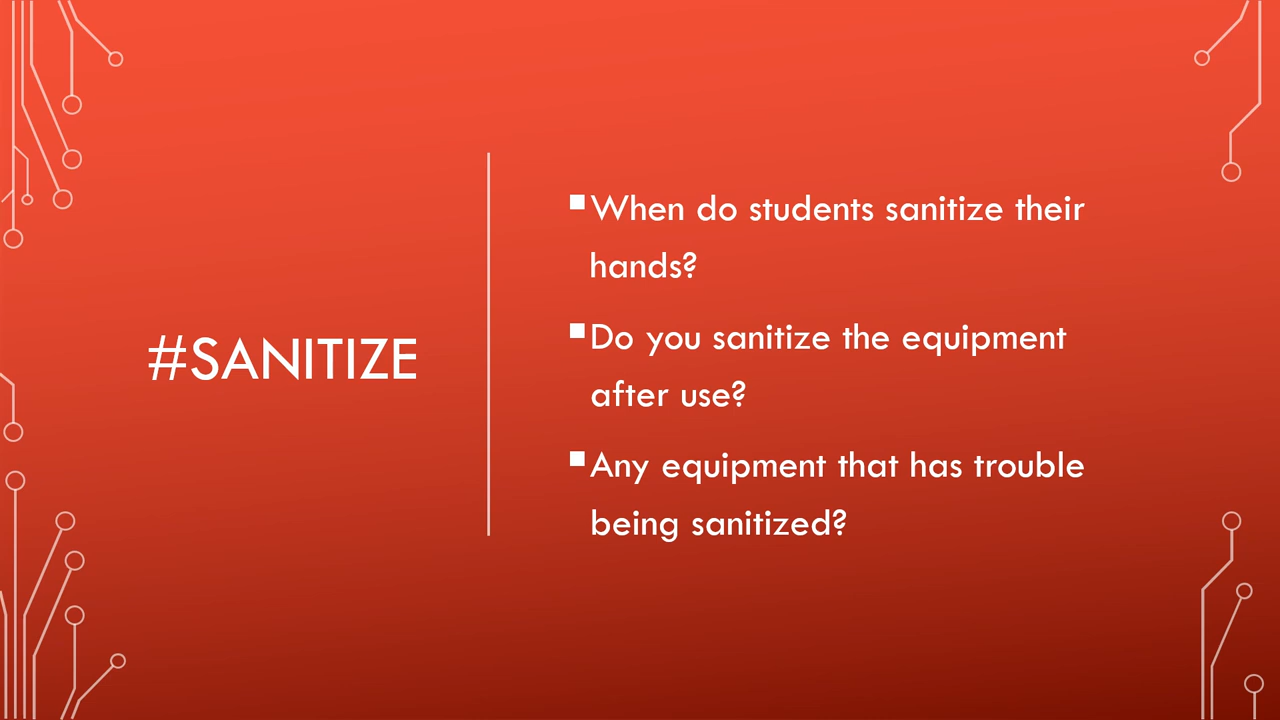 #SANITIZE
When do students sanitize their
hands?
Do you sanitize the equipment
after use?
Any equipment that has trouble
being sanitized?